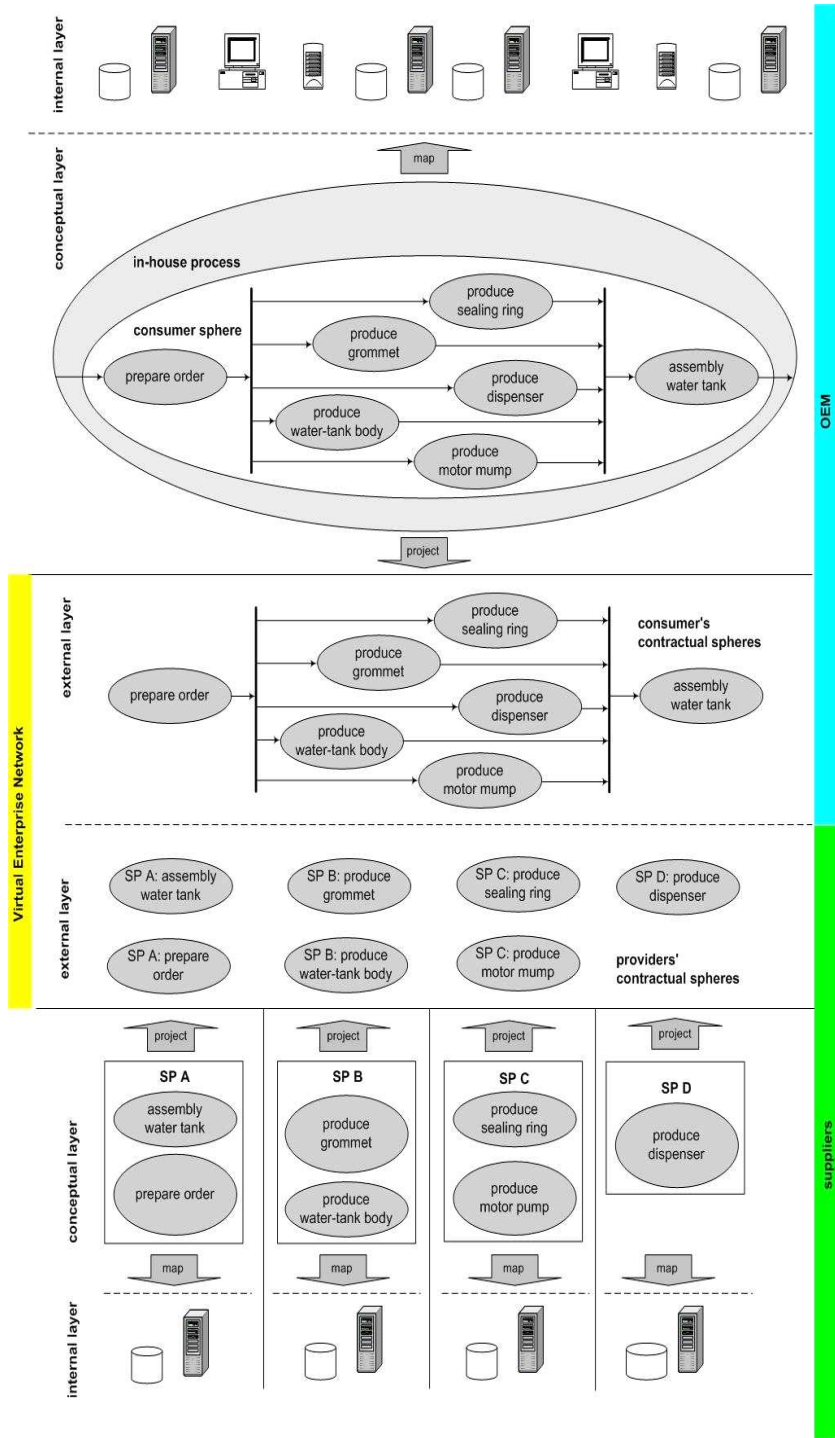 internal layer
map
conceptual layer
in-house process
consumer sphere
prepare order
produce
sealing ring
produce
grommet
produce
dispenser
produce
water-tank body
produce
motor mump
assembly
water tank
OEM
project
Virtual Enterprise Network
external layer
prepare order
produce
sealing ring
produce
grommet
produce
dispenser
produce
water-tank body
produce
motor mump
consumer's
contractual spheres
assembly
water tank
external layer
SP A: assembly
water tank
SP B: produce
grommet
SP C: produce
sealing ring
SP D: produce
dispenser
SP A: prepare
order
SP B: produce
water-tank body
SP C: produce
motor mump
providers'
contractual spheres
project
project
project
project
conceptual layer
SP A
assembly
water tank
prepare order
SP B
produce
grommet
produce
water-tank body
SP C
produce
sealing ring
produce
motor pump
SP D
produce
dispenser
suppliers
map
map
map
map
internal layer